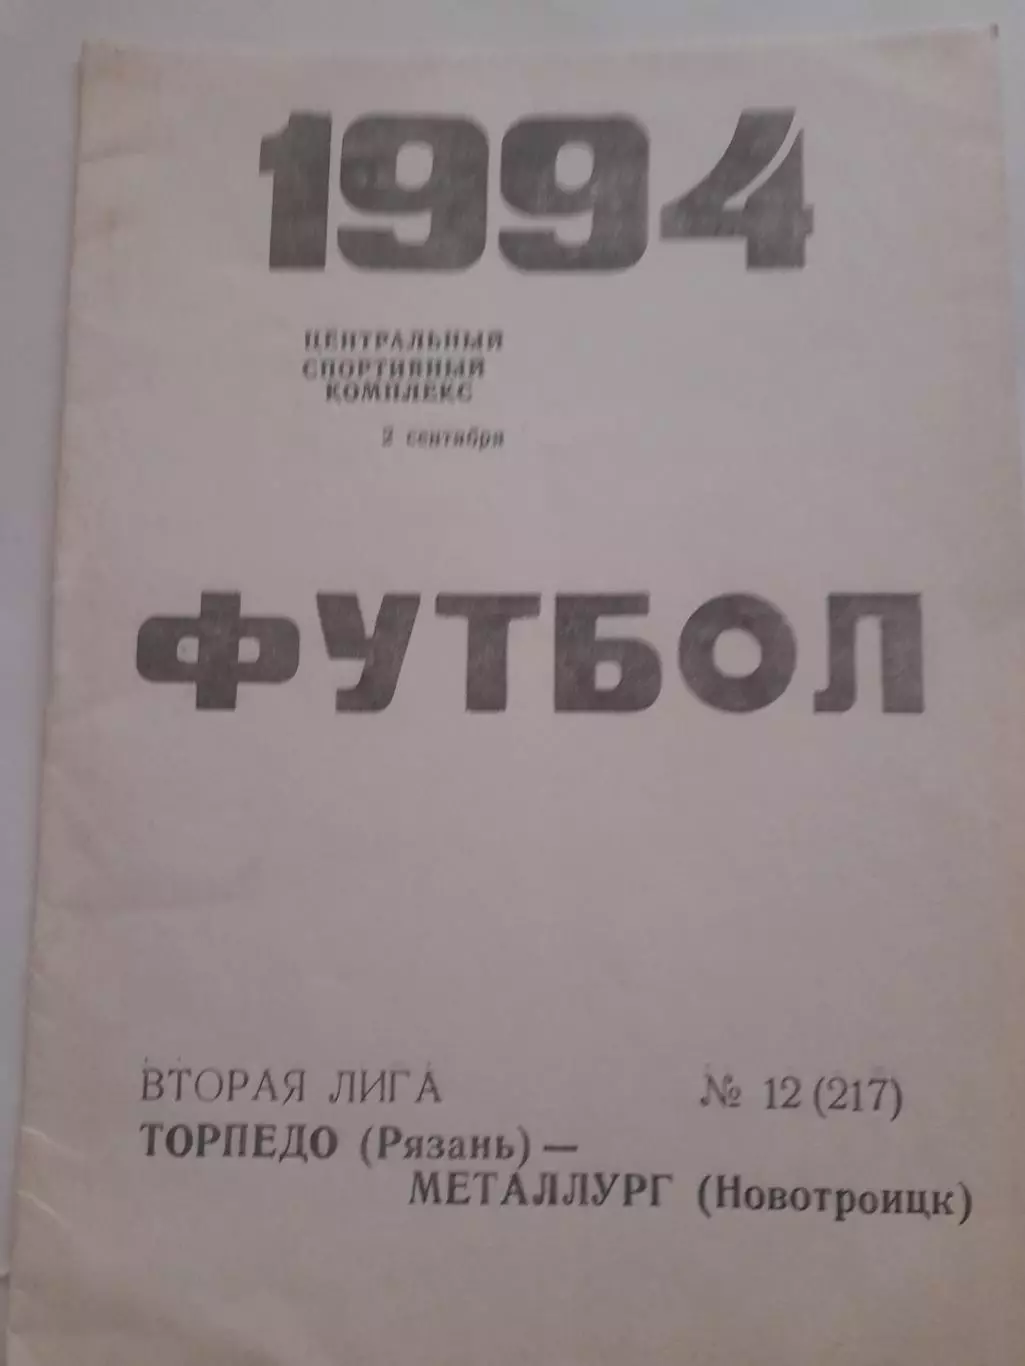 1994
ЦЕНТРАЛЬНЫЙ
СПОРТИВНЫЙ
КОМПЛЕКС
2 сентября
ФУТБОЛ
ВТОРАЯ ЛИГА № 12 (217)
ТОРПЕДО (Рязань) —
МЕТАЛЛУРГ (Новотроицк)